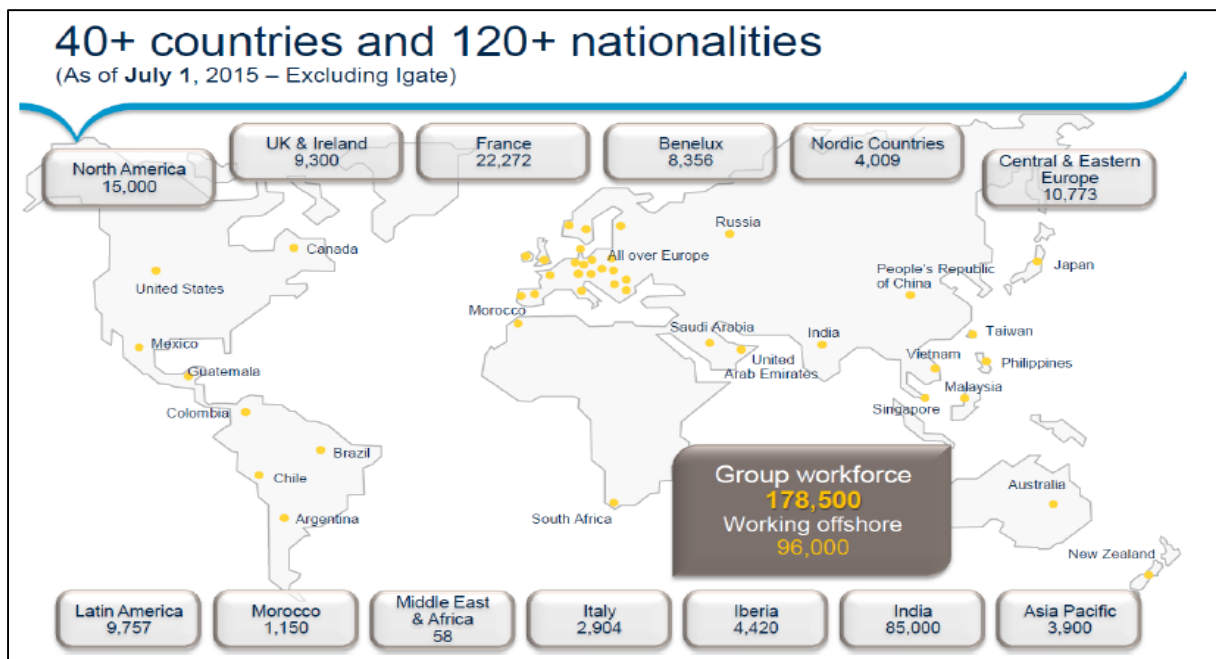 40+ countries and 120+ nationalities
(As of July 1, 2015 – Excluding Igate)
North America
15,000
UK & Ireland
9,300
France
22,272
Benelux
8,356
Nordic Countries
4,009
Central & Eastern
Europe
10,773
Canada
United States
Mexico
Guatemala
Colombia
Brazil
Chile
Argentina
Russia
All over Europe
Morocco
Saudi Arabia
United
Arab Emirates
India
People's Republic
of China
Japan
Taiwan
Vietnam
Philippines
Malaysia
Singapore
South Africa
Australia
New Zealand
Group workforce
178,500
Working offshore
96,000
Latin America
9,757
Morocco
1,150
Middle East
& Africa
58
Italy
2,904
Iberia
4,420
India
85,000
Asia Pacific
3,900